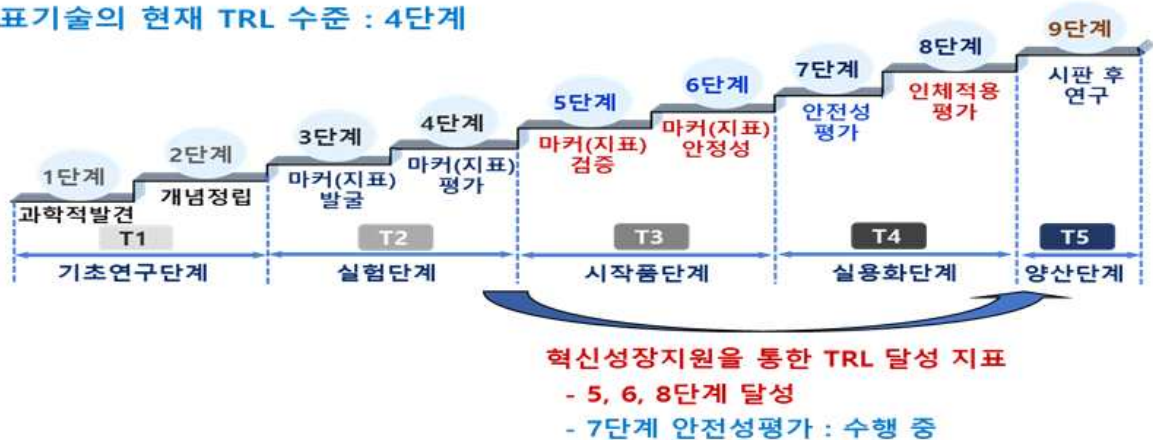 표기술의 현재 TRL 수준 : 4단계
1단계
과학적발견
2단계
개념정립
3단계
마커(지표)
발굴
4단계
마커(지표)
평가
5단계
마커(지표)
검증
6단계
마커(지표)
안정성
7단계
안전성
평가
8단계
인체적용
평가
9단계
시판 후
연구
T1
T2
T3
T4
T5
기초연구단계
실험단계
시작품단계
실용화단계
양산단계
혁신성장지원을 통한 TRL 달성 지표
- 5, 6, 8단계 달성
- 7단계 안전성평가 : 수행 중